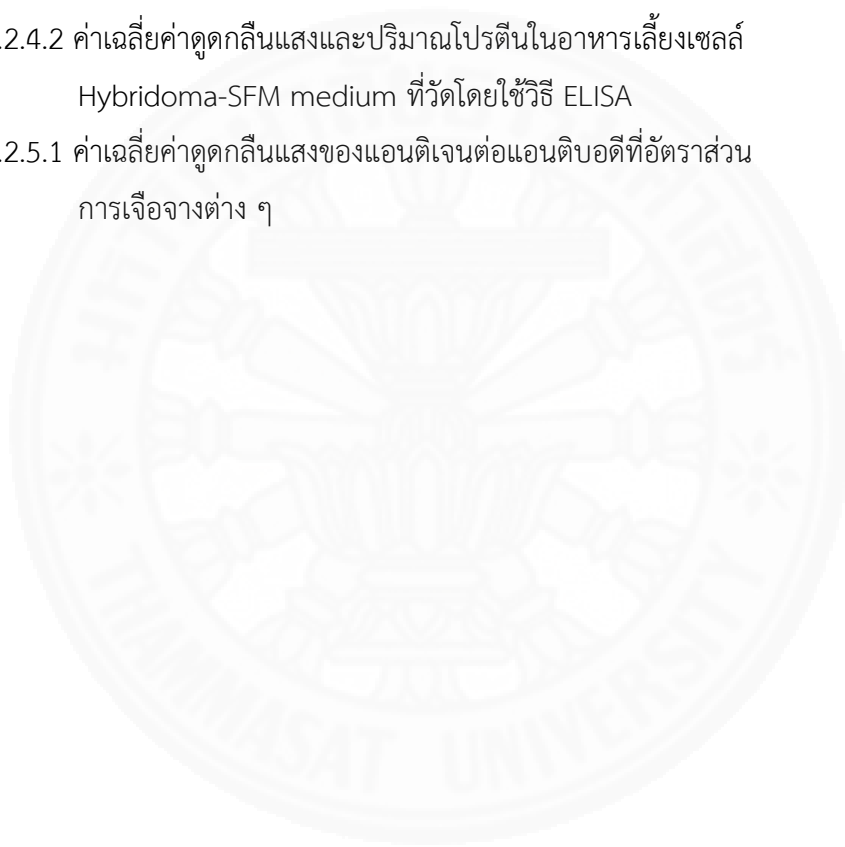 .2.4.2 ค่าเฉลี่ยค่าดูดกลืนแสงและปริมาณโปรตีนในอาหารเลี้ยงเซลล์
Hybridoma-SFM medium ที่วัดโดยใช้วิธี ELISA
.2.5.1 ค่าเฉลี่ยค่าดูดกลืนแสงของแอนติเจนต่อแอนติบอดีที่อัตราส่วน
การเจือจางต่าง ๆ
THAMMASAT UNIVERSITY